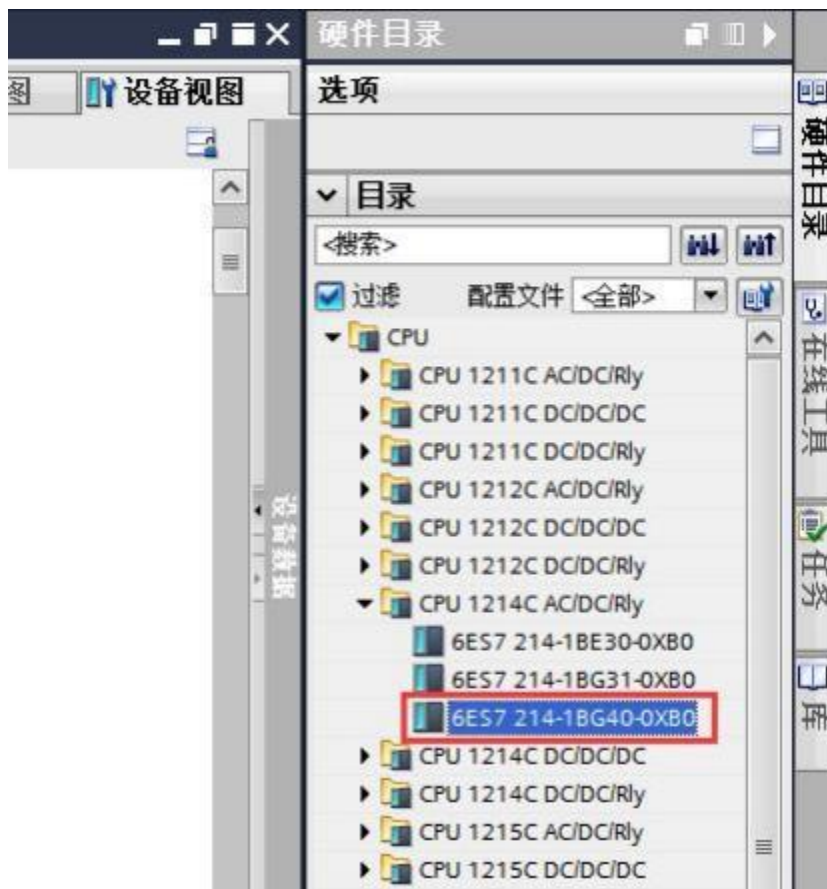 硬件目录
图
设备视图
选项
目录
<搜索>
过滤
配置文件
<全部>
CPU
CPU 1211C AC/DC/Rly
CPU 1211C DC/DC/DC
CPU 1211C DC/DC/Rly
CPU 1212C AC/DC/Rly
CPU 1212C DC/DC/DC
CPU 1212C DC/DC/Rly
CPU 1214C AC/DC/Rly
6ES7 214-1BE30-0XB0
6ES7 214-1BG31-0XB0
6ES7 214-1BG40-0XB0
CPU 1214C DC/DC/DC
CPU 1214C DC/DC/Rly
CPU 1215C AC/DC/Rly
CPU 1215C DC/DC/DC
设备数据
硬件目录
在线工具
任务
库